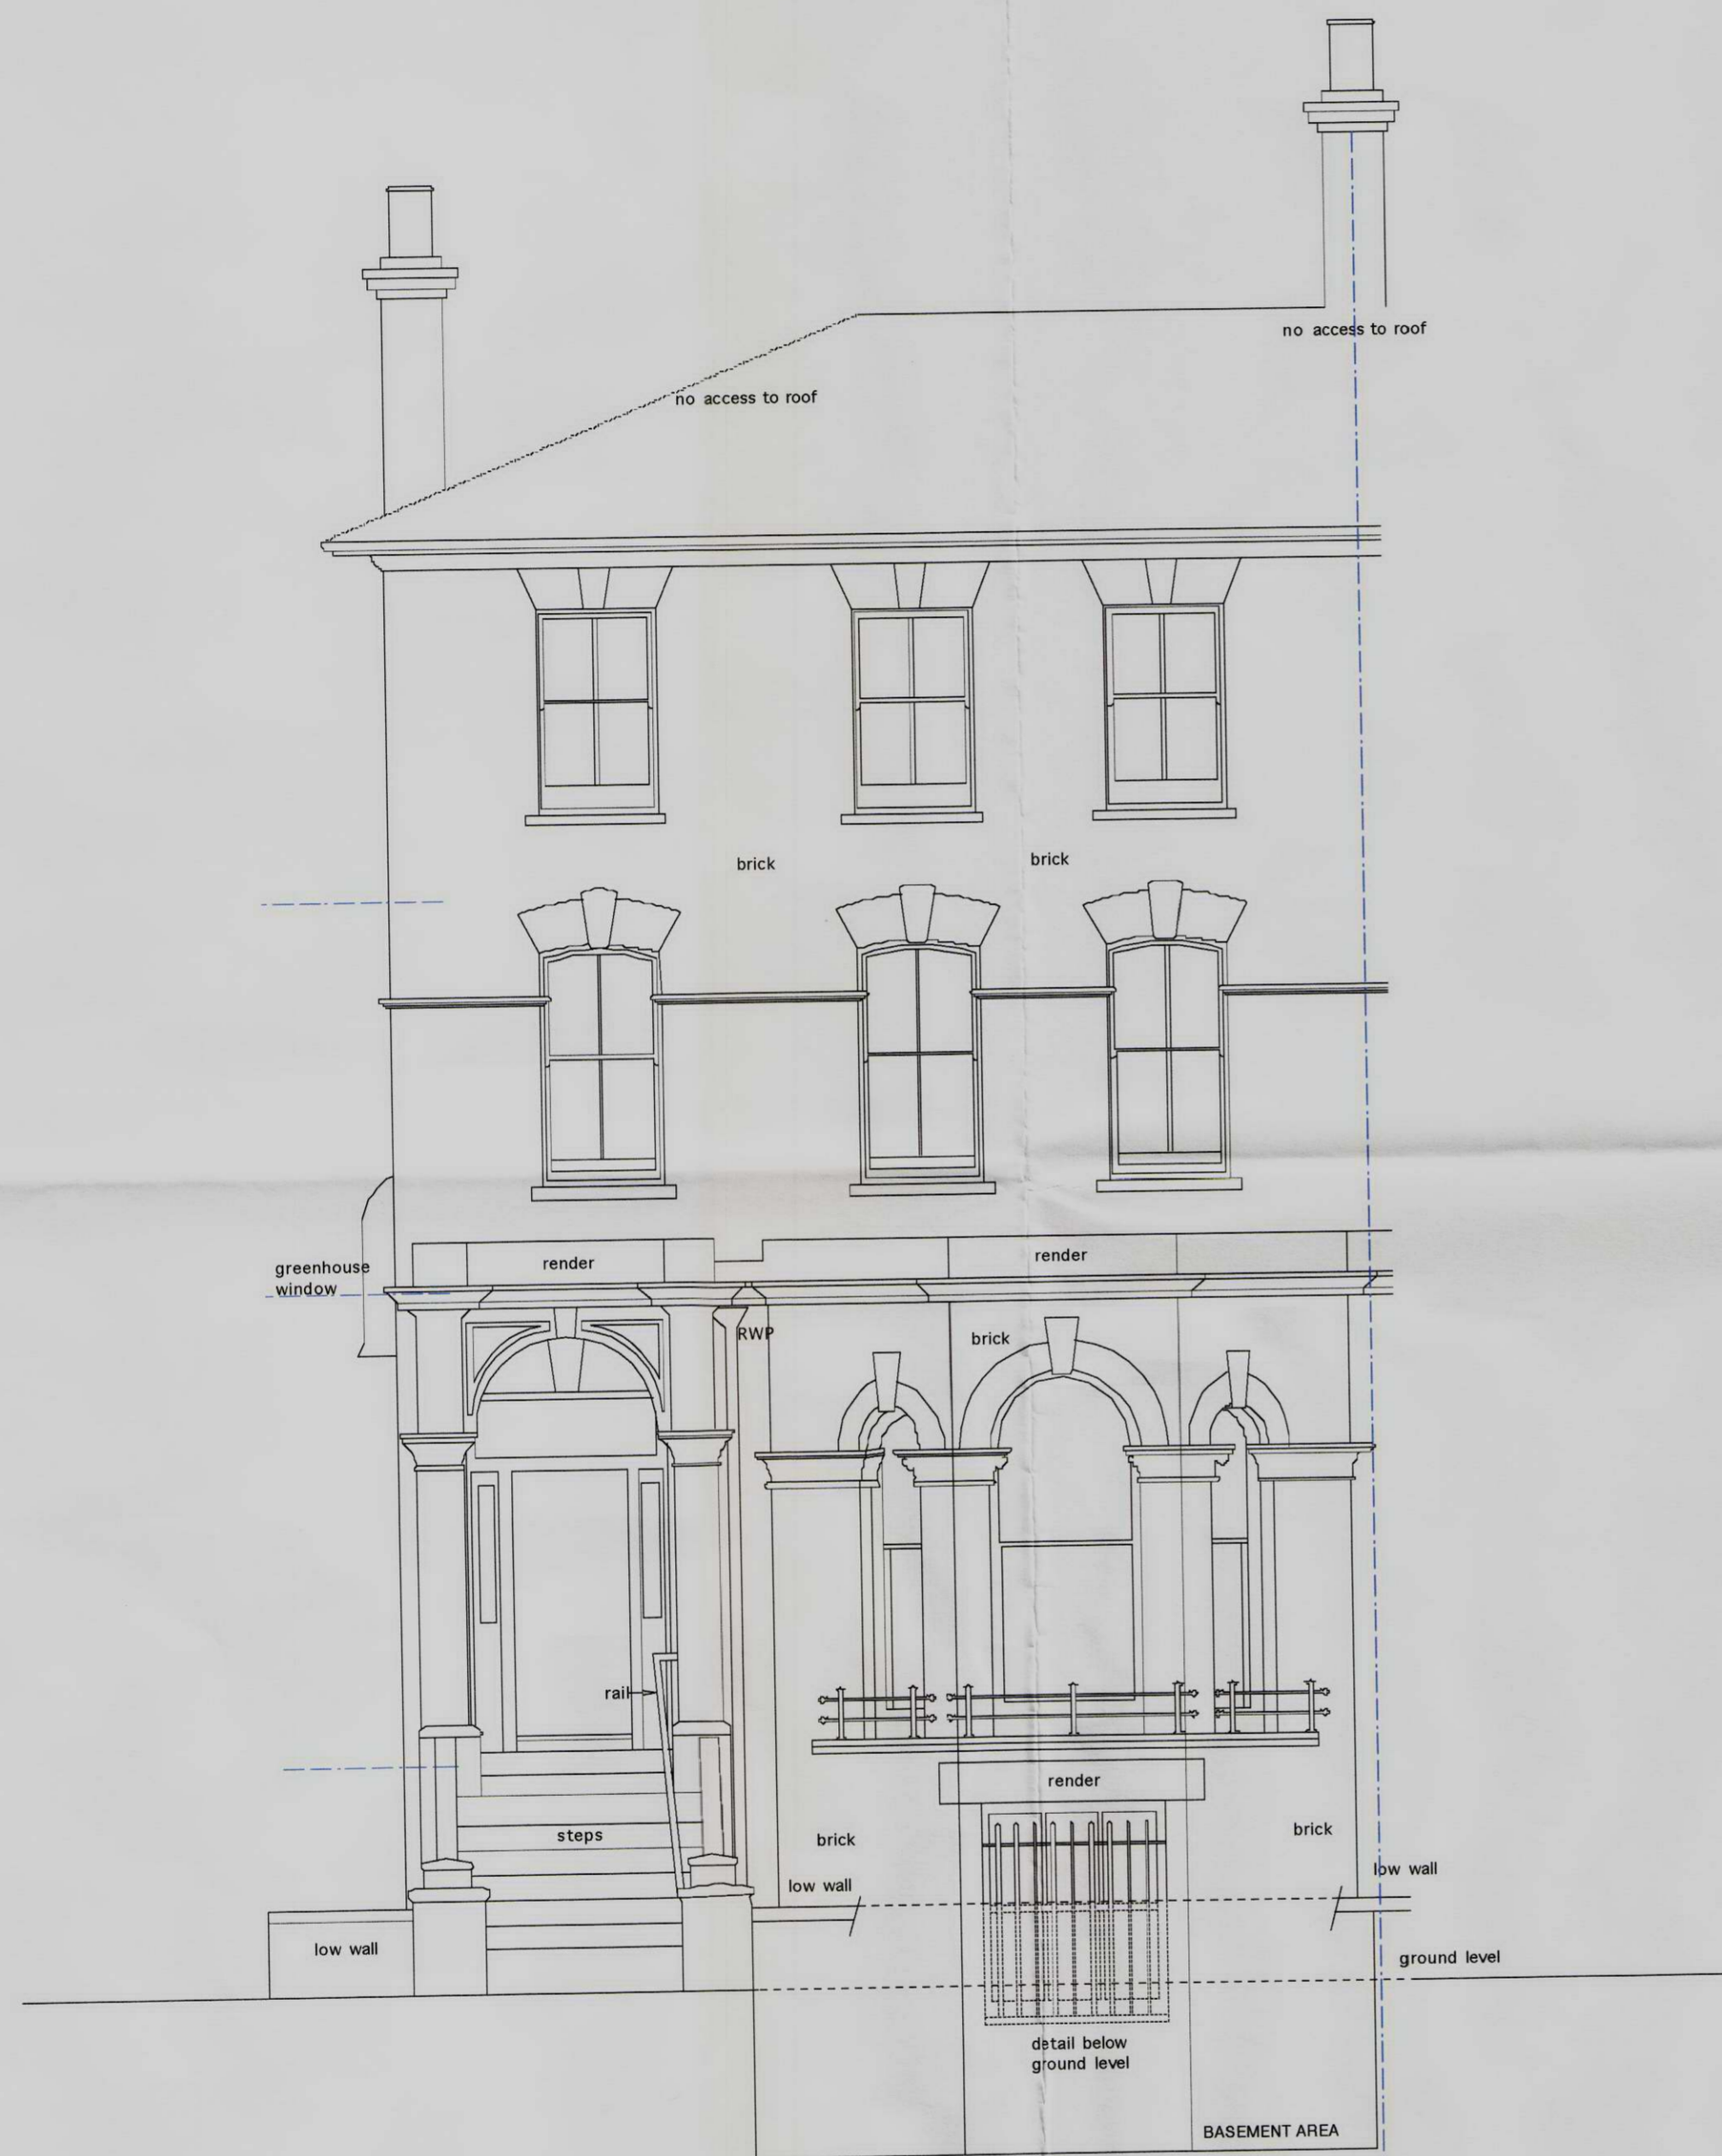 no access to roof
no access to roof
brick
brick
greenhouse
window
render
render
RWP
brick
rail
render
steps
brick
brick
low wall
low wall
low wall
ground level
detail below
ground level
BASEMENT AREA